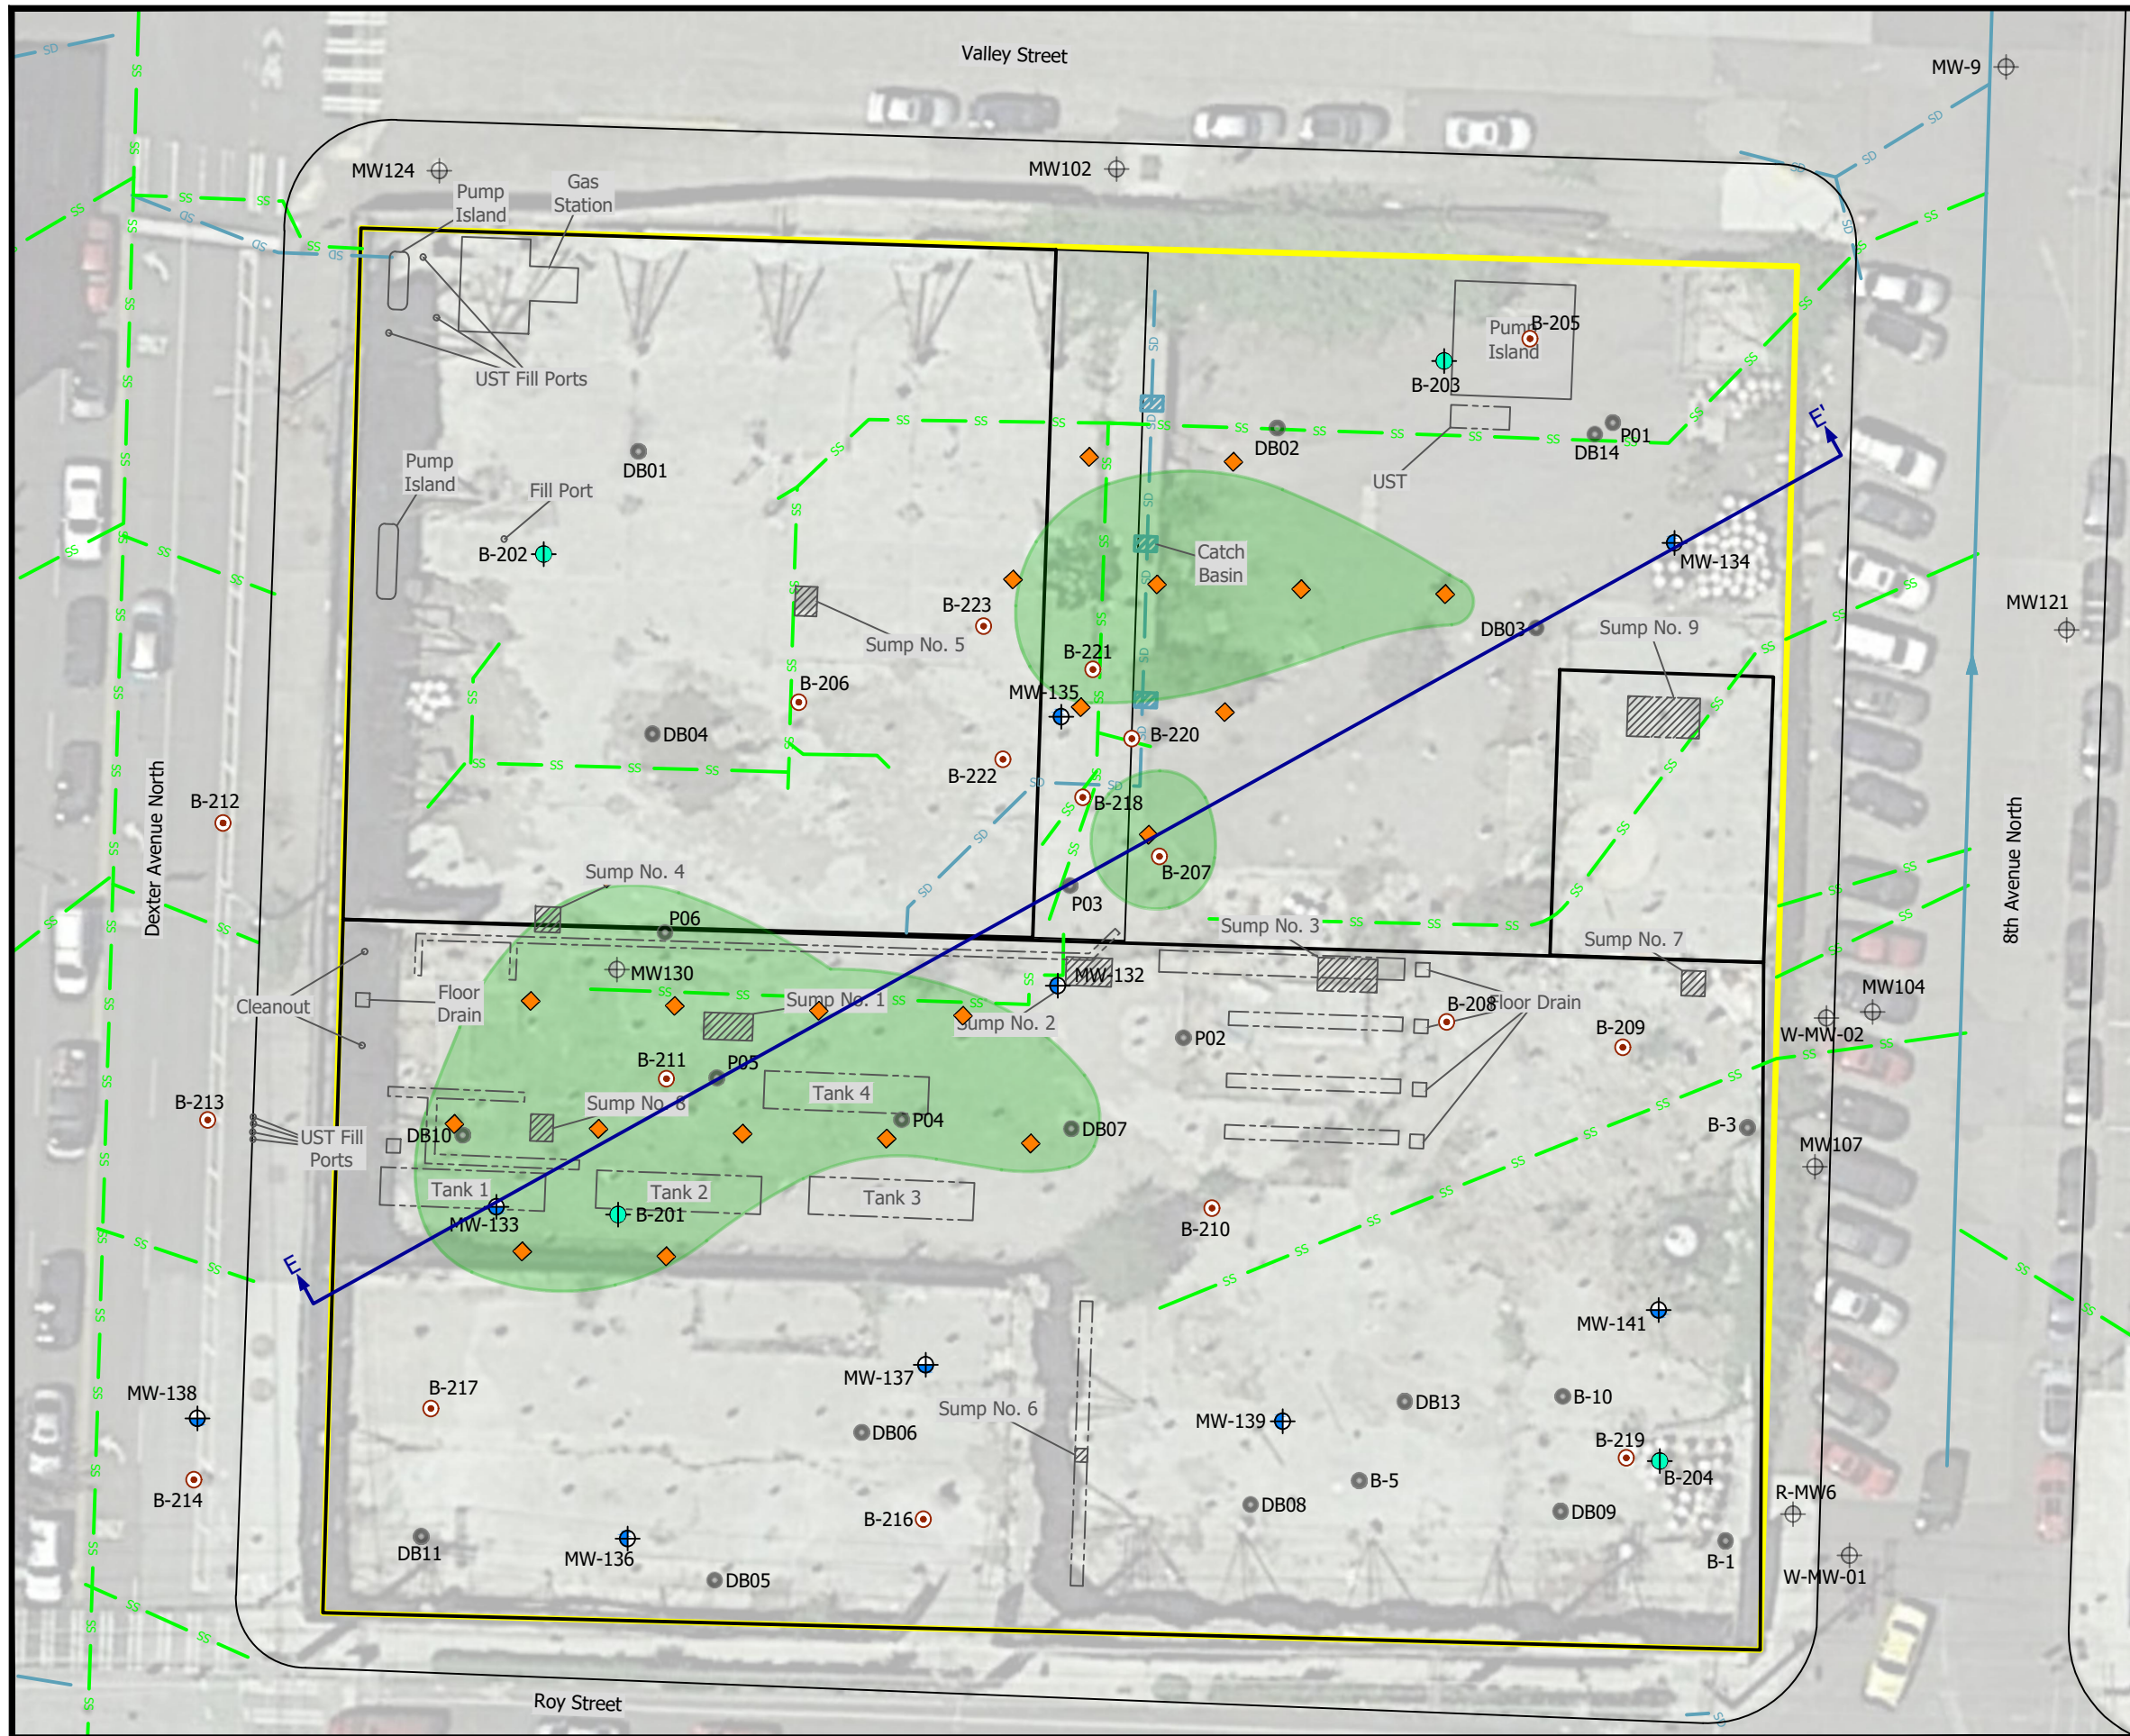 Valley Street
MW-9
SD
MW124
MW102
Pump
Island
Gas
Station
UST Fill Ports
B-205
Pump
Island
B-203
E'
DB01
DB02
P01
DB14
UST
Pump
Island
Fill Port
B-202
Catch
Basin
MW-134
B-223
Sump No. 5
DB03
Sump No. 9
MW121
B-221
B-206
MW-135
DB04
B-220
B-222
B-218
B-212
Dexter Avenue North
8th Avenue North
Sump No. 4
B-207
P03
P06
Sump No. 3
Sump No. 7
MW130
MW-132
Cleanout
Floor
Drain
Sump No. 1
Sump No. 2
B-208
Floor Drain
MW104
W-MW-02
B-209
P02
B-211
P05
Tank 4
B-213
Sump No. 8
DB10
P04
DB07
B-3
UST Fill
Ports
MW107
Tank 1
Tank 2
Tank 3
MW-133
B-201
B-210
E
MW-141
MW-137
MW-138
B-217
Sump No. 6
MW-139
DB13
B-10
DB06
B-219
B-204
B-5
B-214
DB08
DB09
R-MW6
B-216
DB11
MW-136
B-1
W-MW-01
DB05
Roy Street
SS
SD